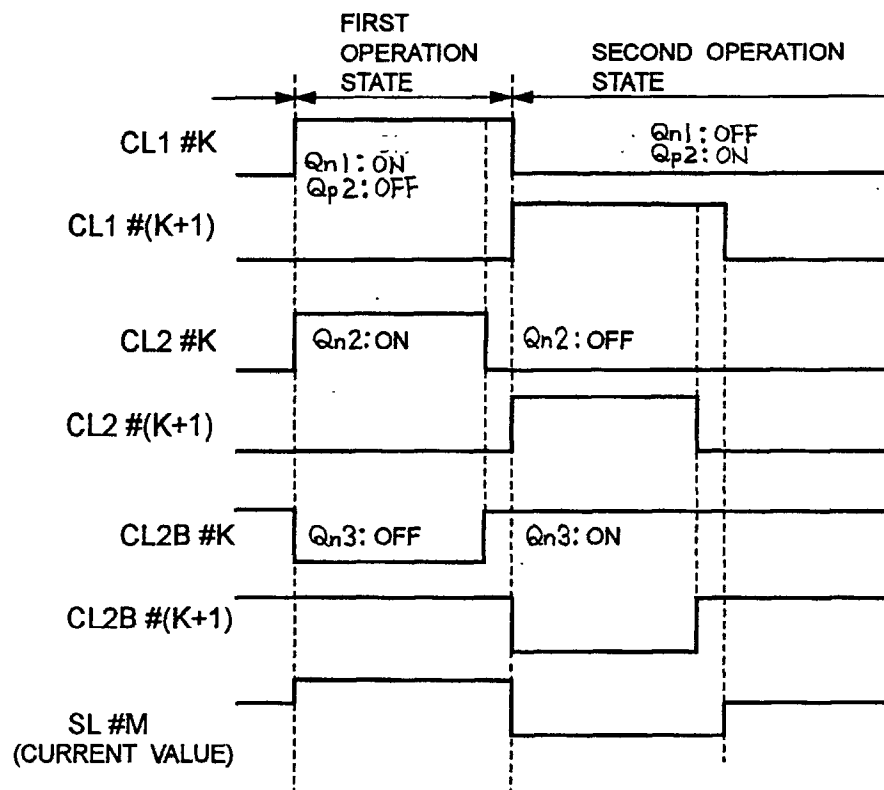 FIRST
OPERATION
STATE
SECOND OPERATION
STATE
CL1 #K
Qn1: ON
Qp2: OFF
Qn1: OFF
Qp2: ON
CL1 #(K+1)
CL2 #K
Qn2: ON
Qn2: OFF
CL2 #(K+1)
CL2B #K
Qn3: OFF
Qn3: ON
CL2B #(K+1)
SL #M
(CURRENT VALUE)